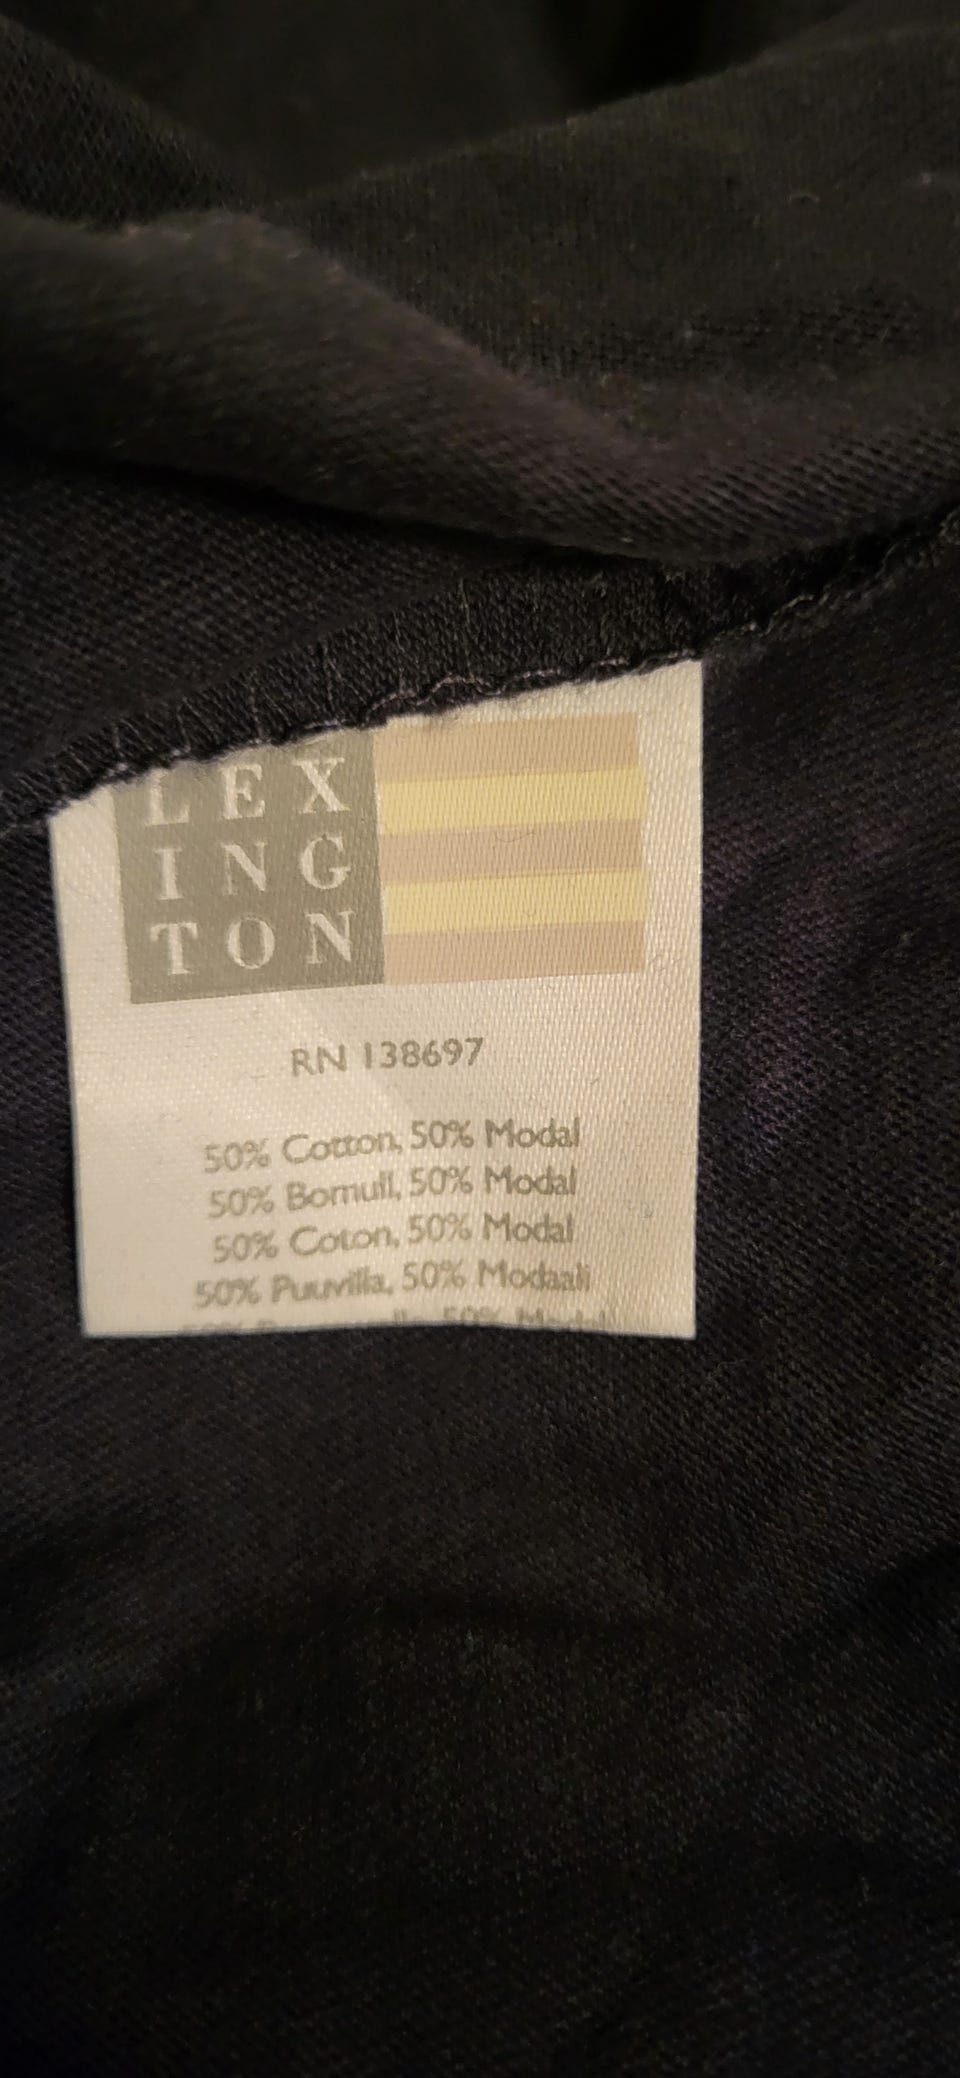 LEX
ING
TON
RN 138697
50% Cotton, 50% Modal
50% Bomull, 50% Modal
50% Coton, 50% Modal
50% Puuvilla, 50% Modaali
50%